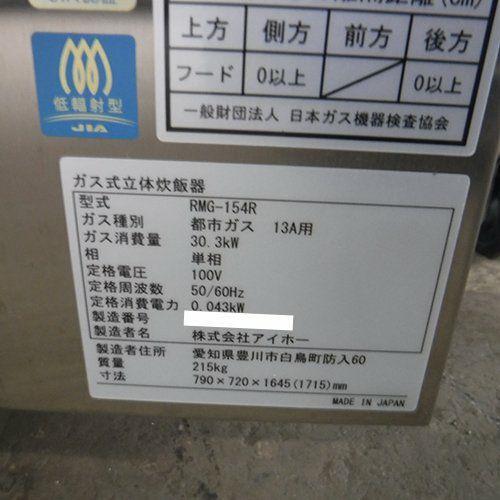 (cm)
上方 側方 前方 後方
フード 0以上 0以上
一般財団法人 日本ガス機器検査協会
低輻射型
JIA
ガス式立体炊飯器
型式 RMG-154R
ガス種別 都市ガス 13A用
ガス消費量 30.3kW
相 単相
定格電圧 100V
定格周波数 50/60Hz
定格消費電力 0.043kW
製造番号
製造者名 株式会社アイホー
製造者住所 愛知県豊川市白鳥町防入60
質量 215kg
寸法 790×720×1645(1715)mm
MADE IN JAPAN